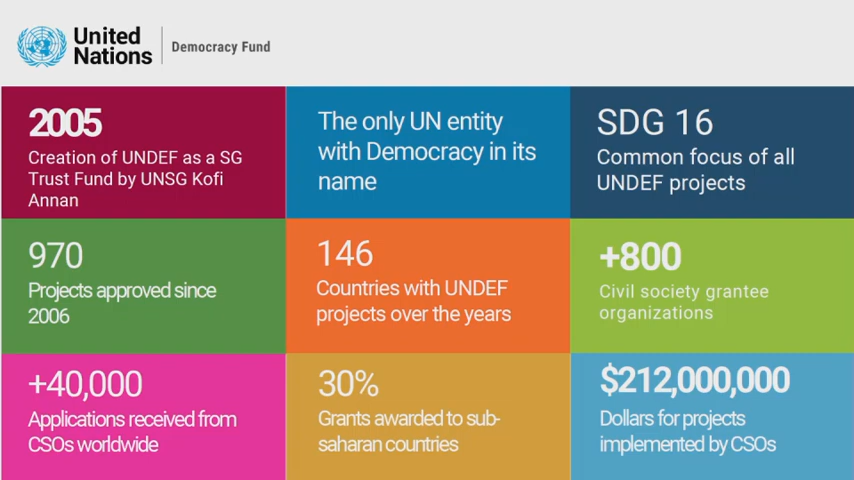 United
Nations
Democracy Fund
2005
Creation of UNDEF as a SG
Trust Fund by UNSG Kofi
Annan
The only UN entity
with Democracy in its
name
SDG 16
Common focus of all
UNDEF projects
970
Projects approved since
2006
146
Countries with UNDEF
projects over the years
+800
Civil society grantee
organizations
+40,000
Applications received from
CSOs worldwide
30%
Grants awarded to sub-
saharan countries
$212,000,000
Dollars for projects
implemented by CSOs